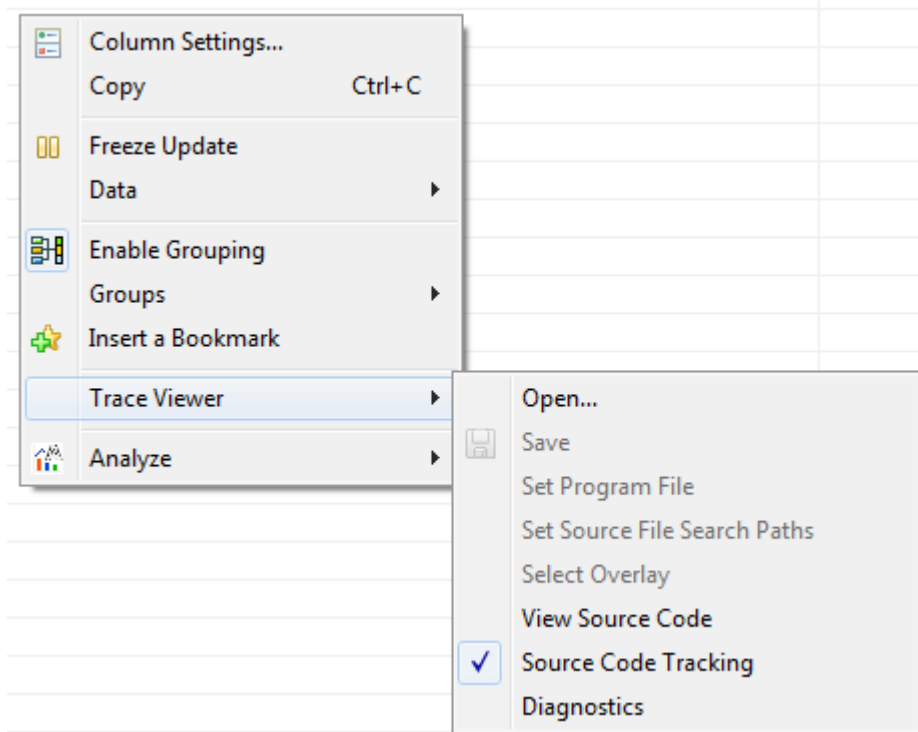 Column Settings...
Copy Ctrl+C
Freeze Update
Data
Enable Grouping
Groups
Insert a Bookmark
Trace Viewer
Analyze
Open...
Save
Set Program File
Set Source File Search Paths
Select Overlay
View Source Code
Source Code Tracking
Diagnostics